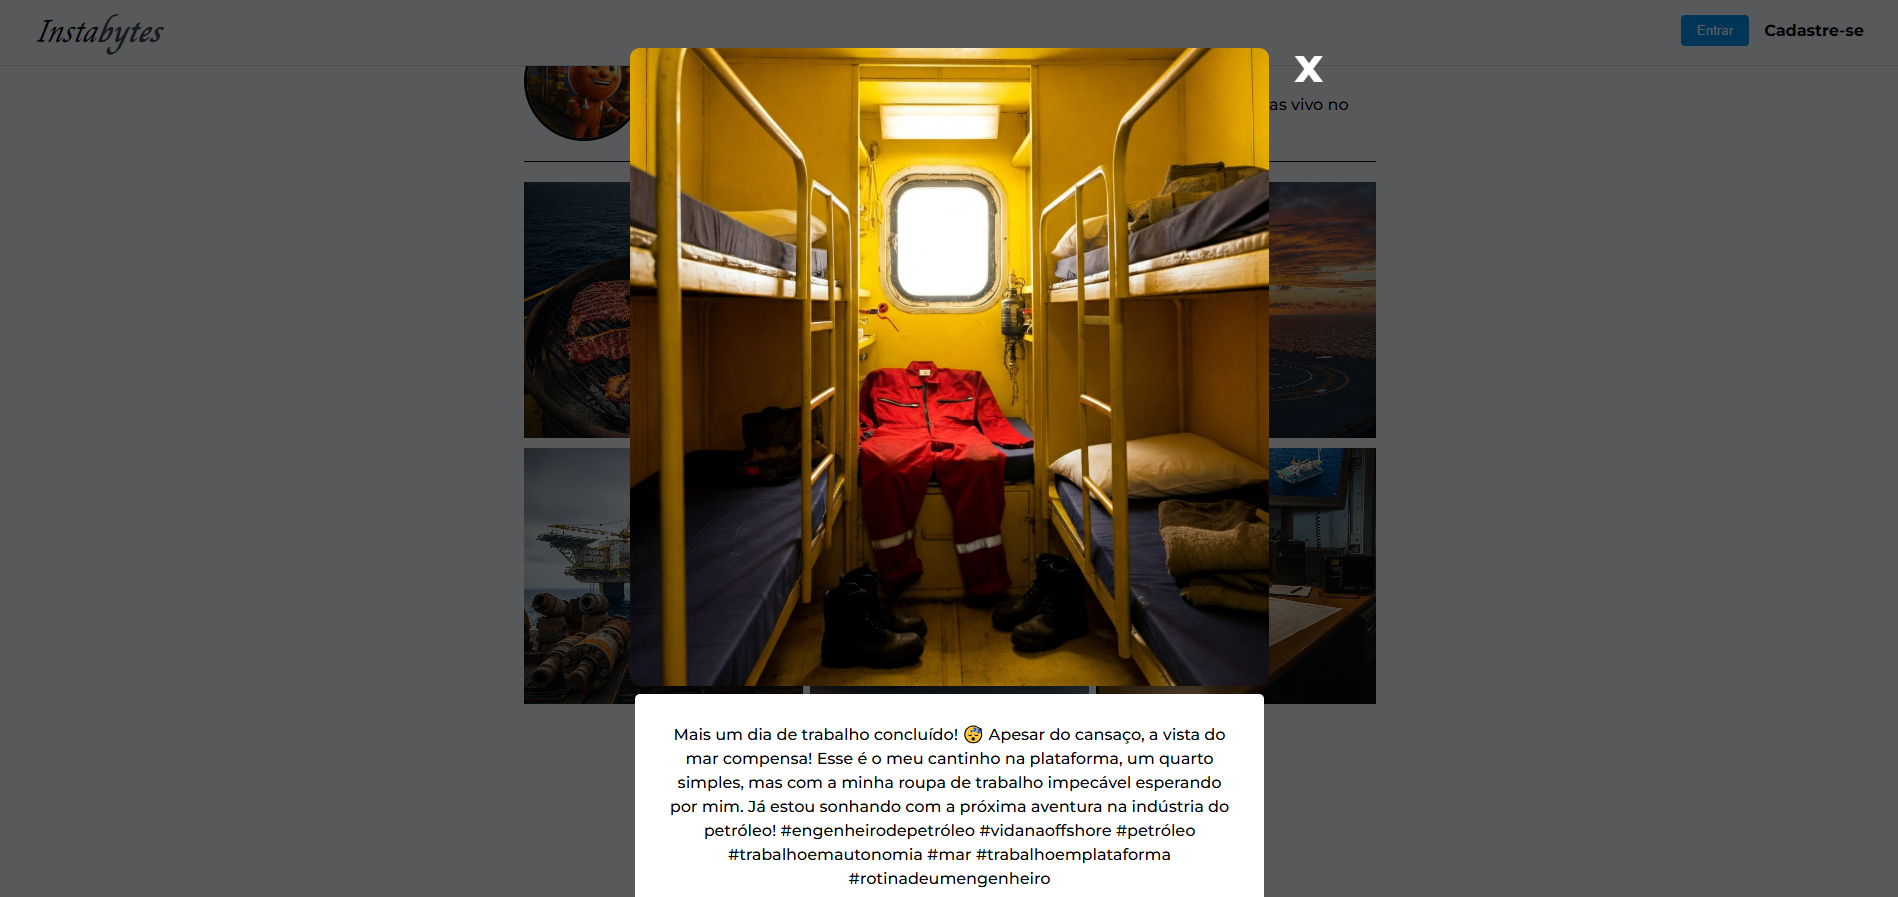 Instabytes
Entrar
Cadastre-se
X
as vivo no
Mais um dia de trabalho concluído! 😴 Apesar do cansaço, a vista do
mar compensa! Esse é o meu cantinho na plataforma, um quarto
simples, mas com a minha roupa de trabalho impecável esperando
por mim. Já estou sonhando com a próxima aventura na indústria do
petróleo! #engenheirodepetróleo #vidanaoffshore #petróleo
#trabalhoemautonomia #mar #trabalhoemplataforma
#rotinadeumengenheiro